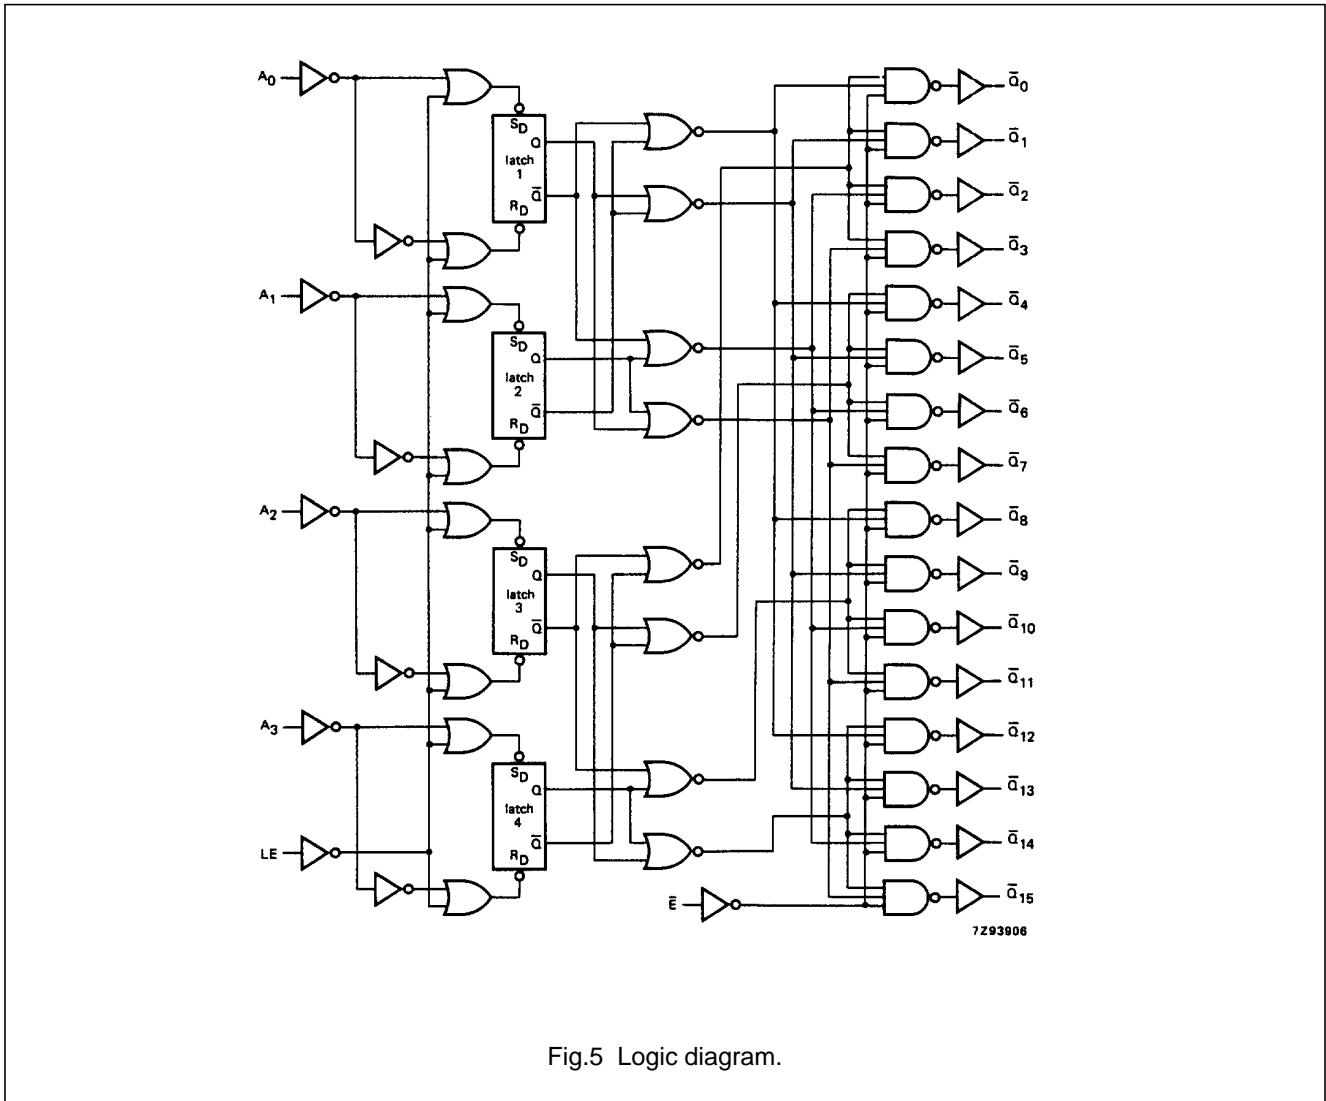 A0
SD
Q
latch
1
Q̅
RD
Q̅0
Q̅1
Q̅2
Q̅3
A1
SD
Q
latch
2
Q̅
RD
Q̅4
Q̅5
Q̅6
Q̅7
A2
SD
Q
latch
3
Q̅
RD
Q̅8
Q̅9
Q̅10
Q̅11
A3
SD
Q
latch
4
Q̅
RD
LE
Q̅12
Q̅13
Q̅14
Q̅15
E̅
7Z93906
Fig.5 Logic diagram.